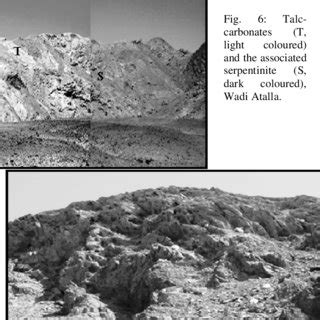 Fig. 6: Talc-
carbonates (T,
light coloured)
and the associated
serpentinite (S,
dark coloured),
Wadi Atalla.
T
S